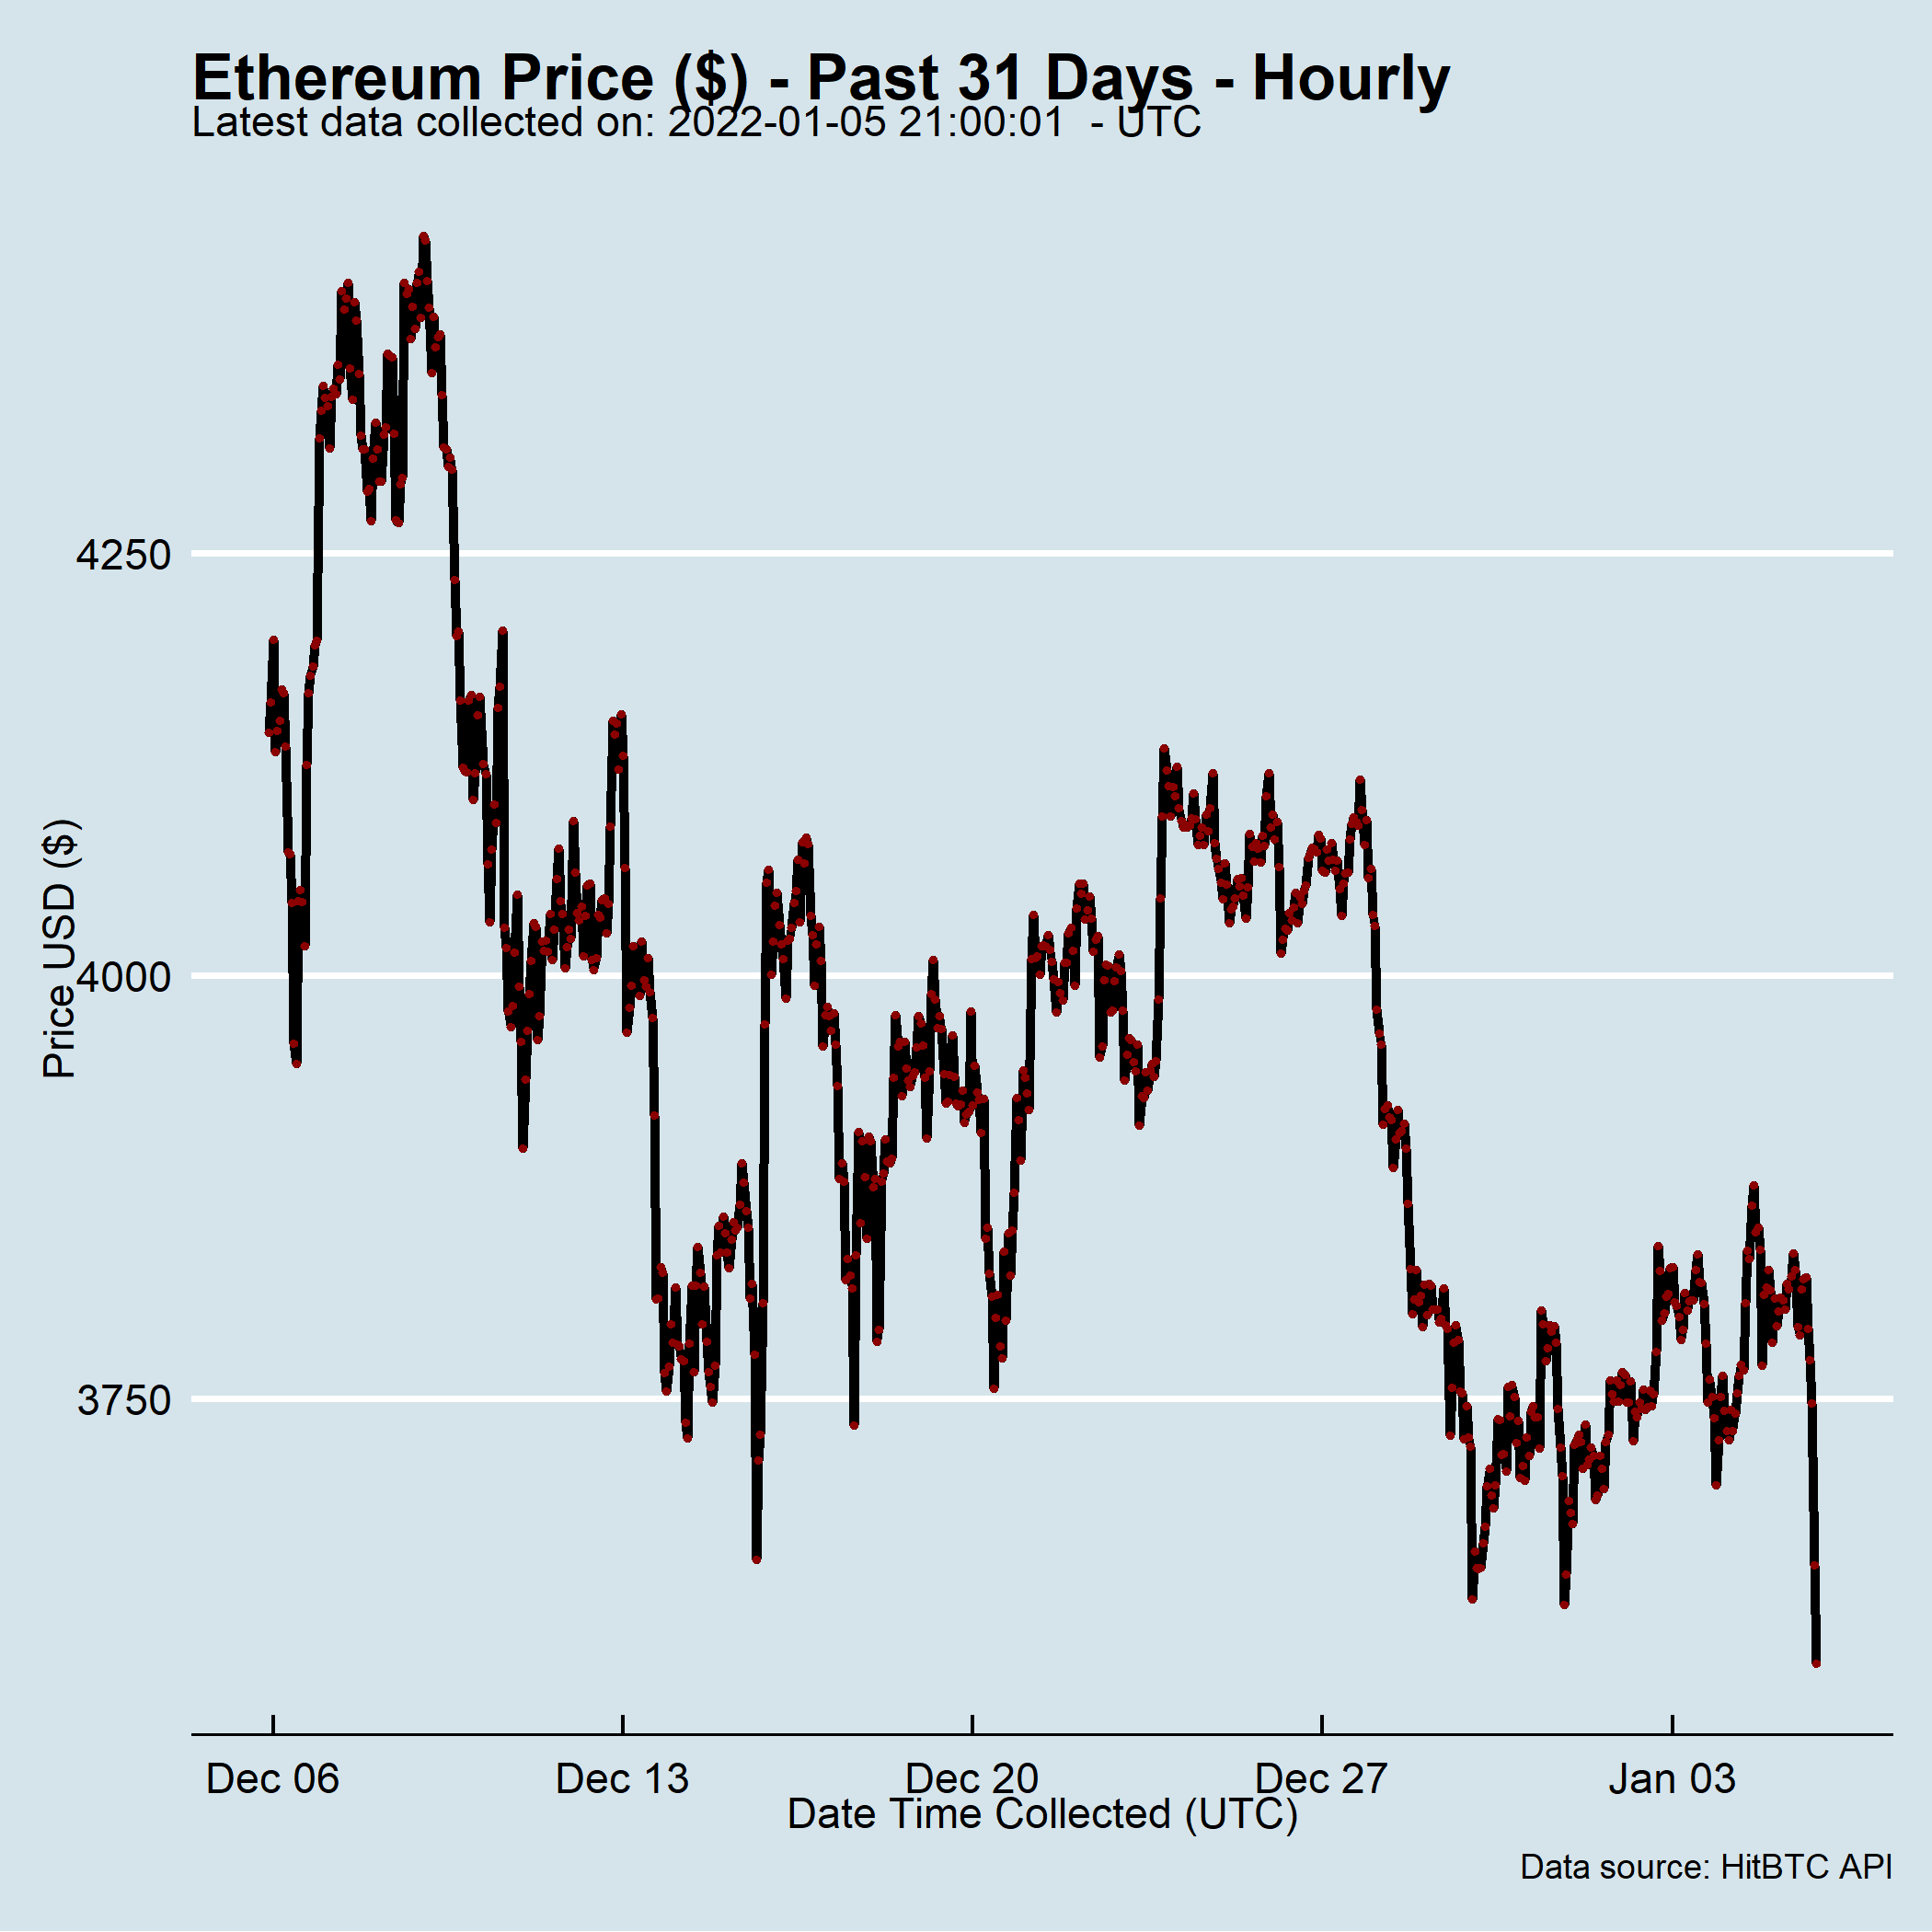 Ethereum Price ($) - Past 31 Days - Hourly
Latest data collected on: 2022-01-05 21:00:01  - UTC
4250
4000
3750
Price USD ($)
Dec 06 Dec 13 Dec 20 Dec 27 Jan 03
Date Time Collected (UTC)
Data source: HitBTC API